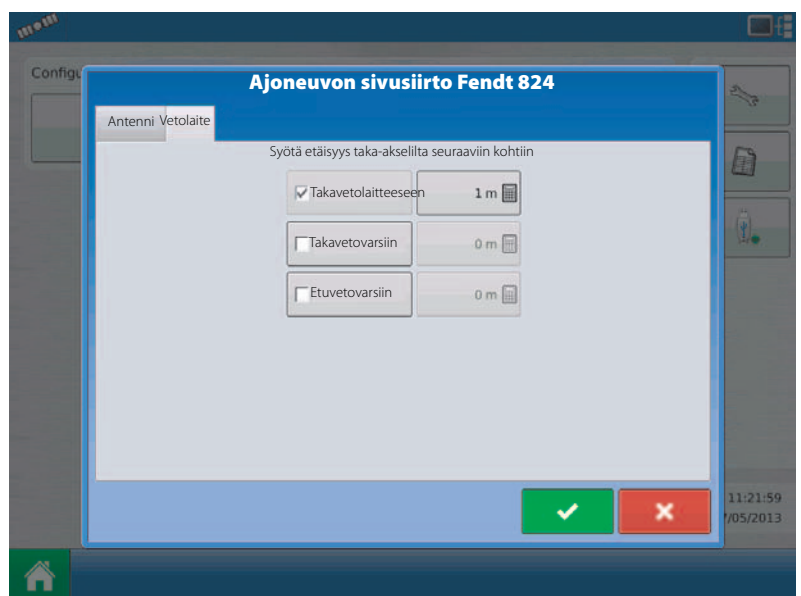 Configu
Ajoneuvon sivusiirto Fendt 824
Antenni Vetolaite
Syötä etäisyys taka-akselilta seuraaviin kohtiin
Takavetolaitteeseen 1 m
Takavetovarsiin 0 m
Etuvetovarsiin 0 m
11:21:59
/05/2013